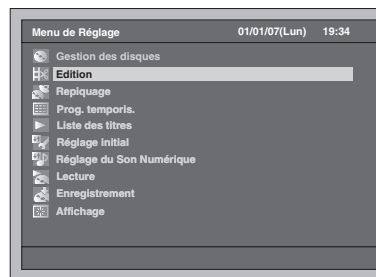 Menu de Réglage 01/01/07(Lun) 19:34
Gestion des disques
Edition
Repiquage
Prog. temporis.
Liste des titres
Réglage initial
Réglage du Son Numérique
Lecture
Enregistrement
Affichage